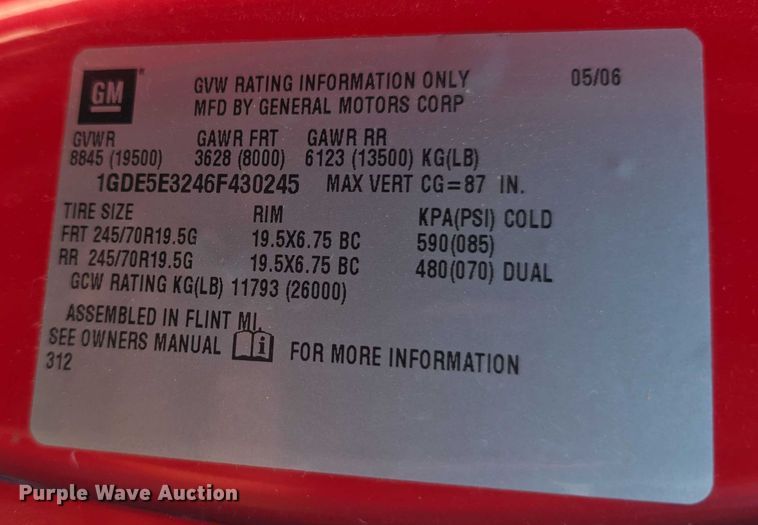 GM GVW RATING INFORMATION ONLY 05/06
MFD BY GENERAL MOTORS CORP
GVWR GAWR FRT GAWR RR
8845 (19500) 3628 (8000) 6123 (13500) KG(LB)
1GDE5E3246F430245 MAX VERT CG=87 IN.
TIRE SIZE RIM KPA(PSI) COLD
FRT 245/70R19.5G 19.5X6.75 BC 590(085)
RR 245/70R19.5G 19.5X6.75 BC 480(070) DUAL
GCW RATING KG(LB) 11793 (26000)
ASSEMBLED IN FLINT MI.
SEE OWNERS MANUAL i FOR MORE INFORMATION
312
Purple Wave Auction